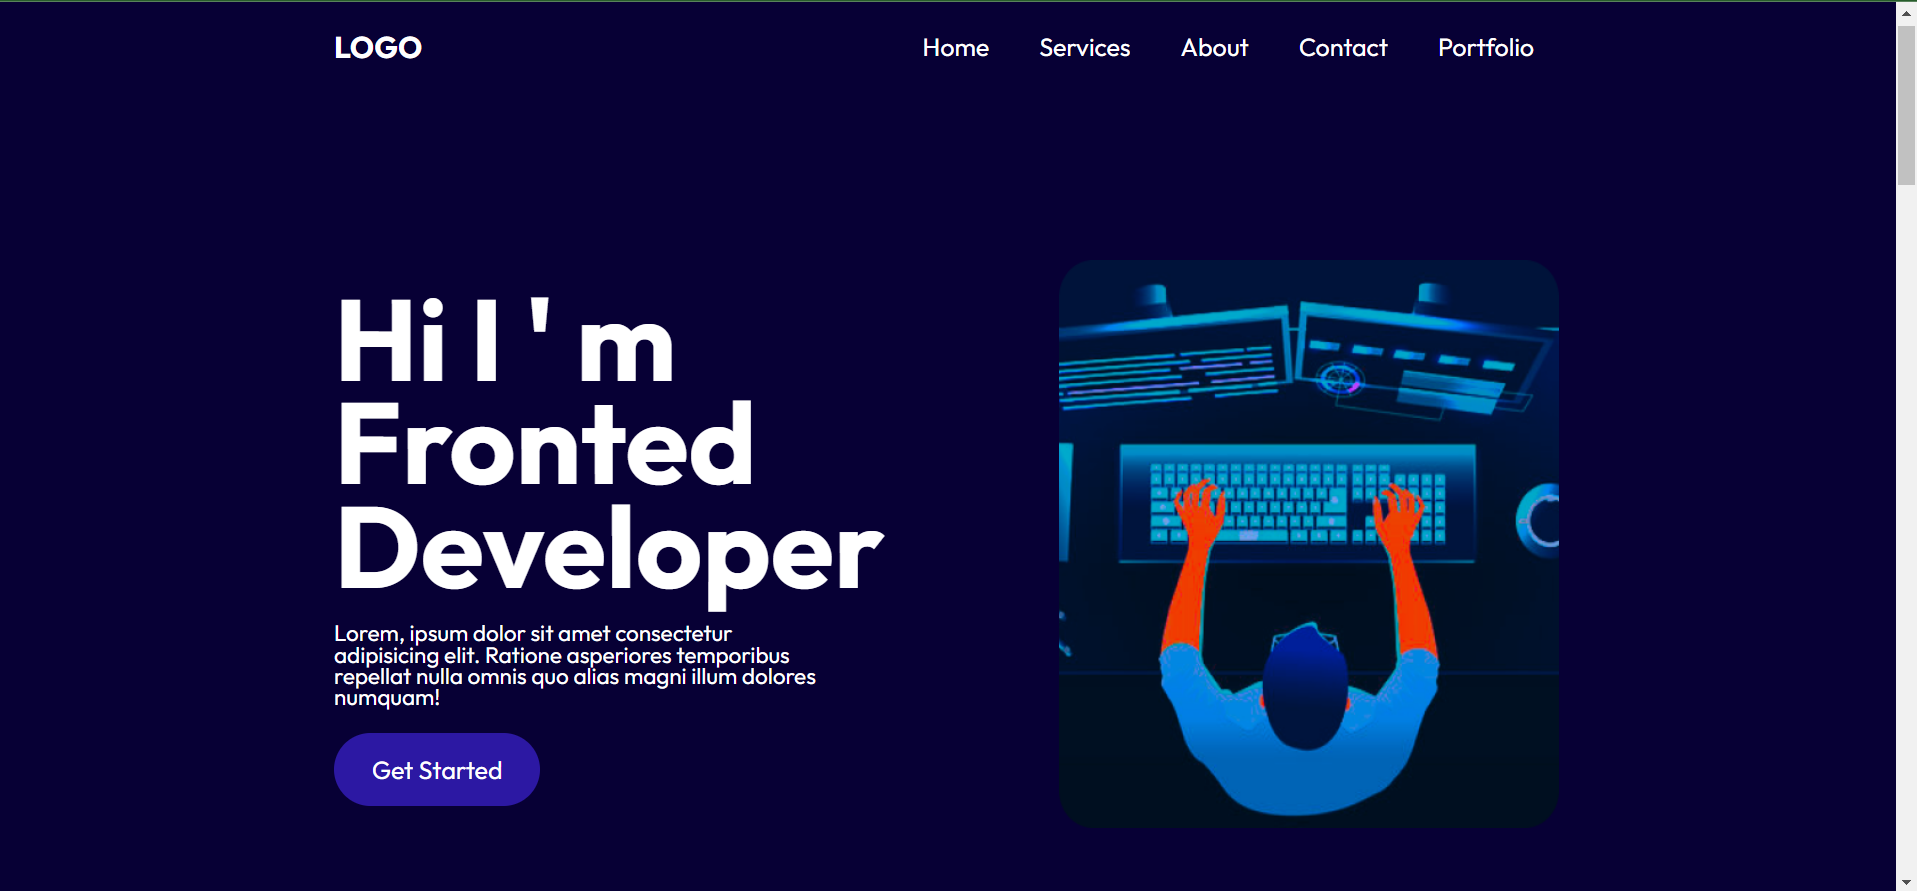 LOGO
Home Services About Contact Portfolio
Hi I ' m
Fronted
Developer
Lorem, ipsum dolor sit amet consectetur
adipisicing elit. Ratione asperiores temporibus
repellat nulla omnis quo alias magni illum dolores
numquam!
Get Started